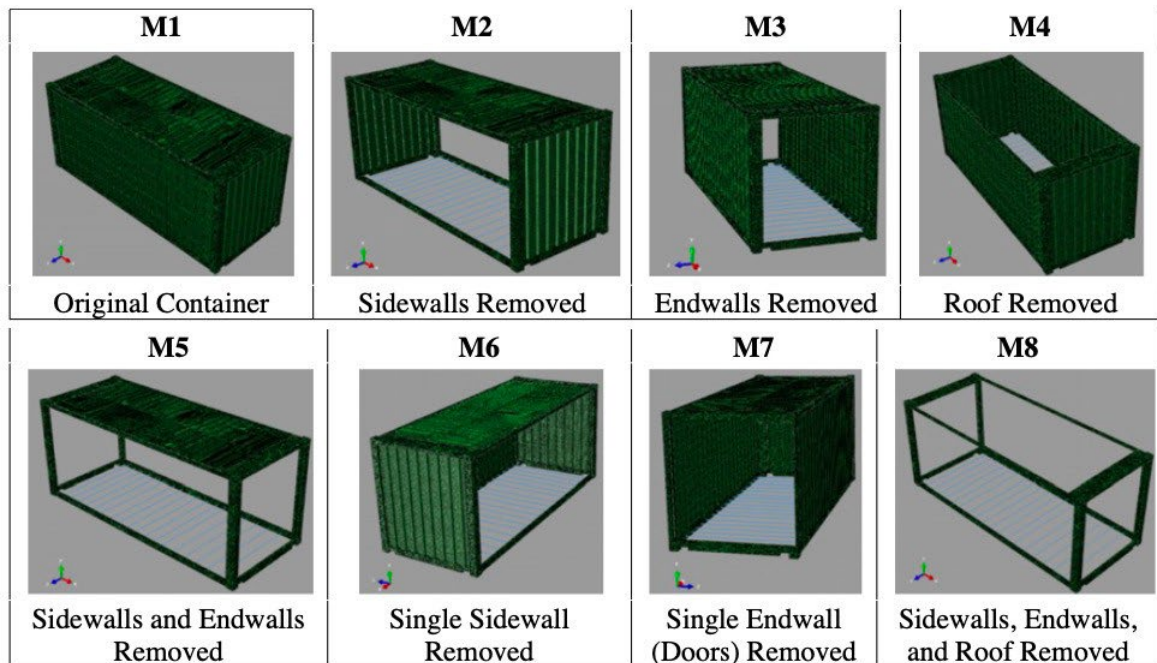 M1 M2 M3 M4
Original Container Sidewalls Removed Endwalls Removed Roof Removed
M5 M6 M7 M8
Sidewalls and Endwalls Single Sidewall Single Endwall Sidewalls, Endwalls,
Removed Removed (Doors) Removed and Roof Removed